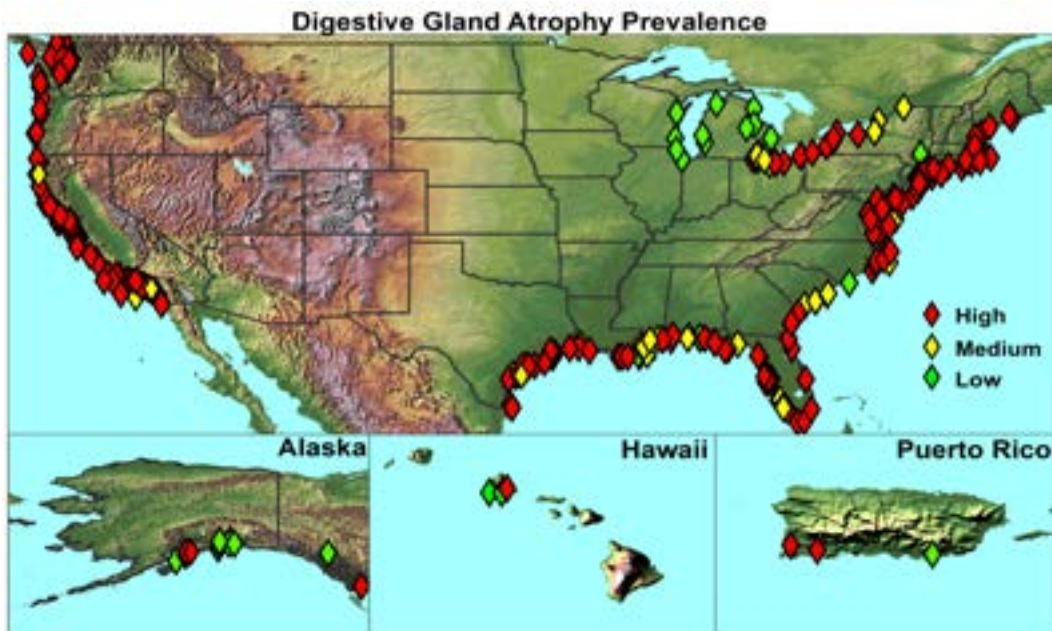 Digestive Gland Atrophy Prevalence
High
Medium
Low
Alaska
Hawaii
Puerto Rico